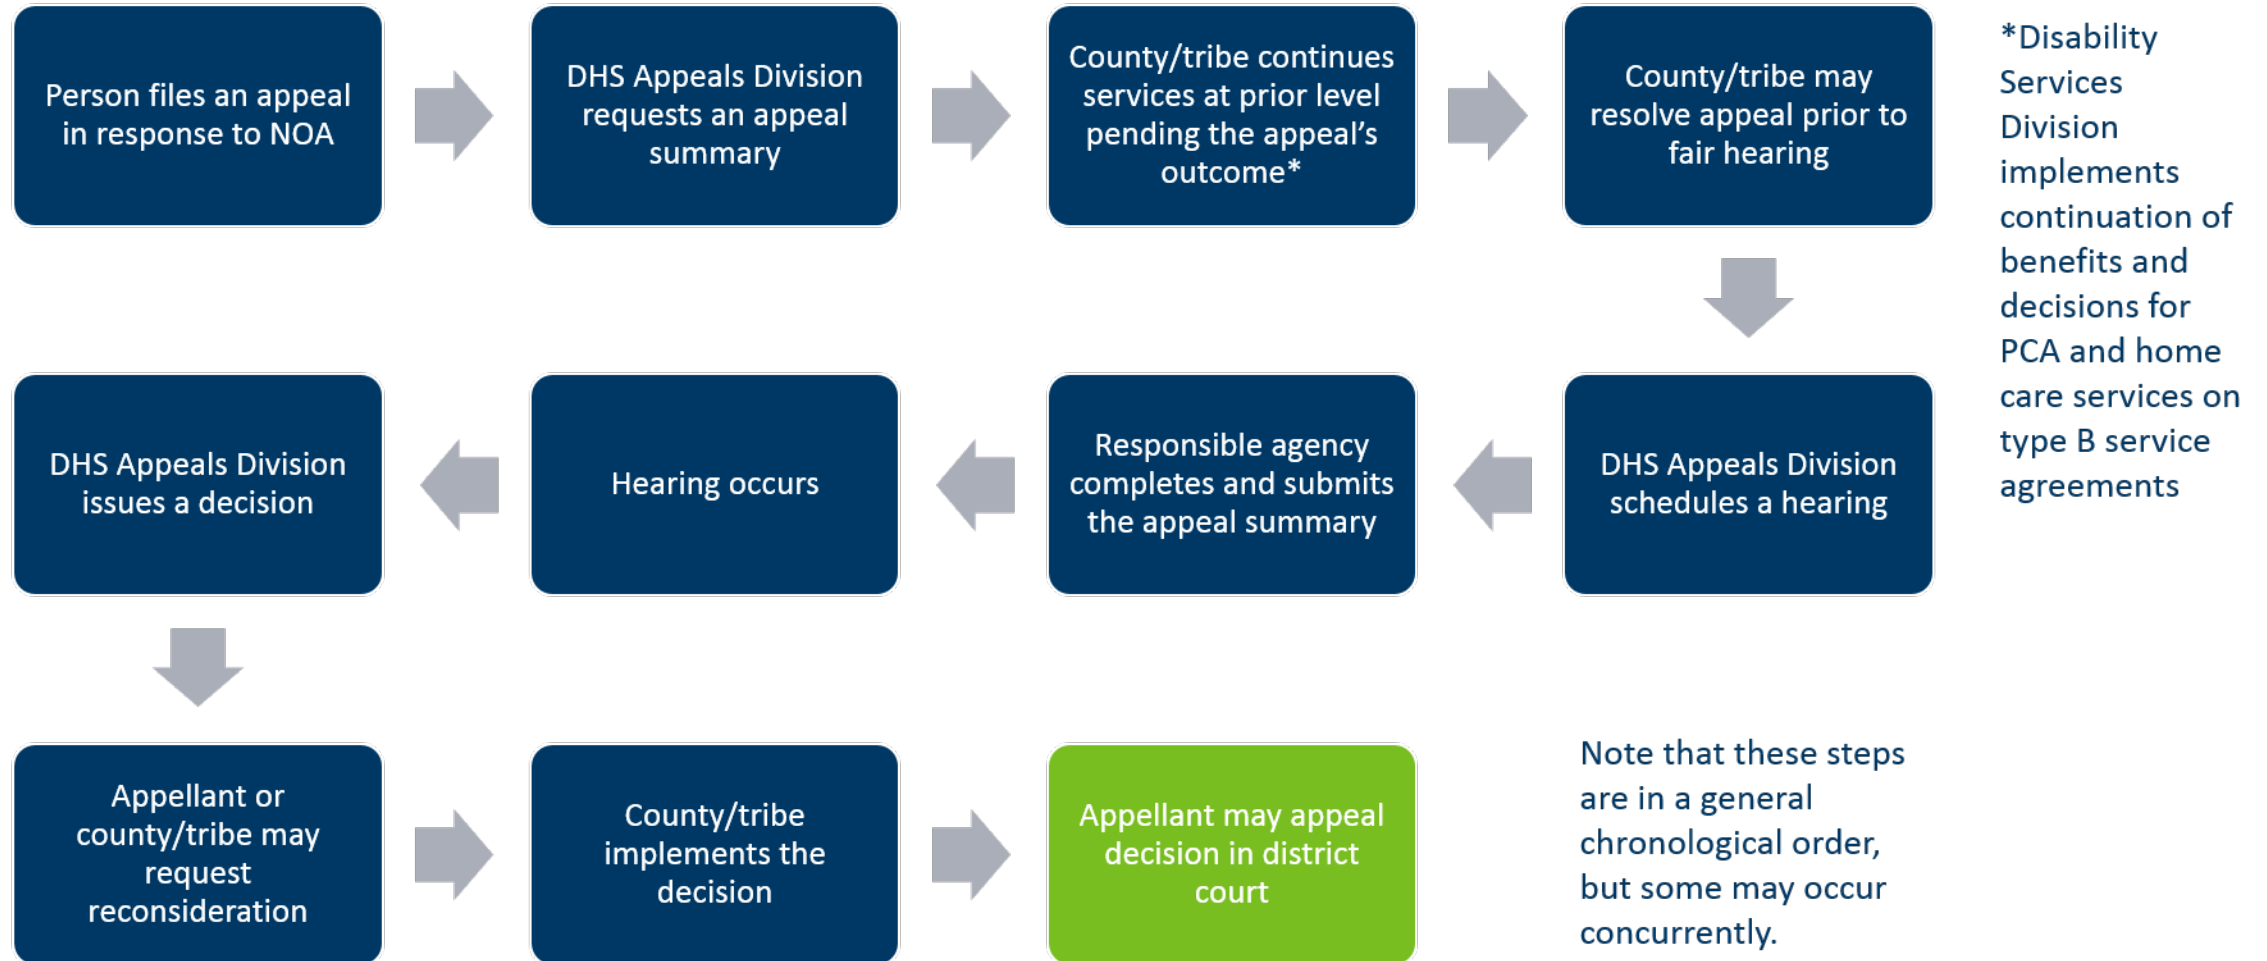 Person files an appeal
in response to NOA
DHS Appeals Division
requests an appeal
summary
County/tribe continues
services at prior level
pending the appeal's
outcome*
County/tribe may
resolve appeal prior to
fair hearing
*Disability
Services
Division
implements
continuation of
benefits and
decisions for
PCA and home
care services on
type B service
agreements
DHS Appeals Division
schedules a hearing
Responsible agency
completes and submits
the appeal summary
Hearing occurs
DHS Appeals Division
issues a decision
Appellant or
county/tribe may
request
reconsideration
County/tribe
implements the
decision
Appellant may appeal
decision in district
court
Note that these steps
are in a general
chronological order,
but some may occur
concurrently.